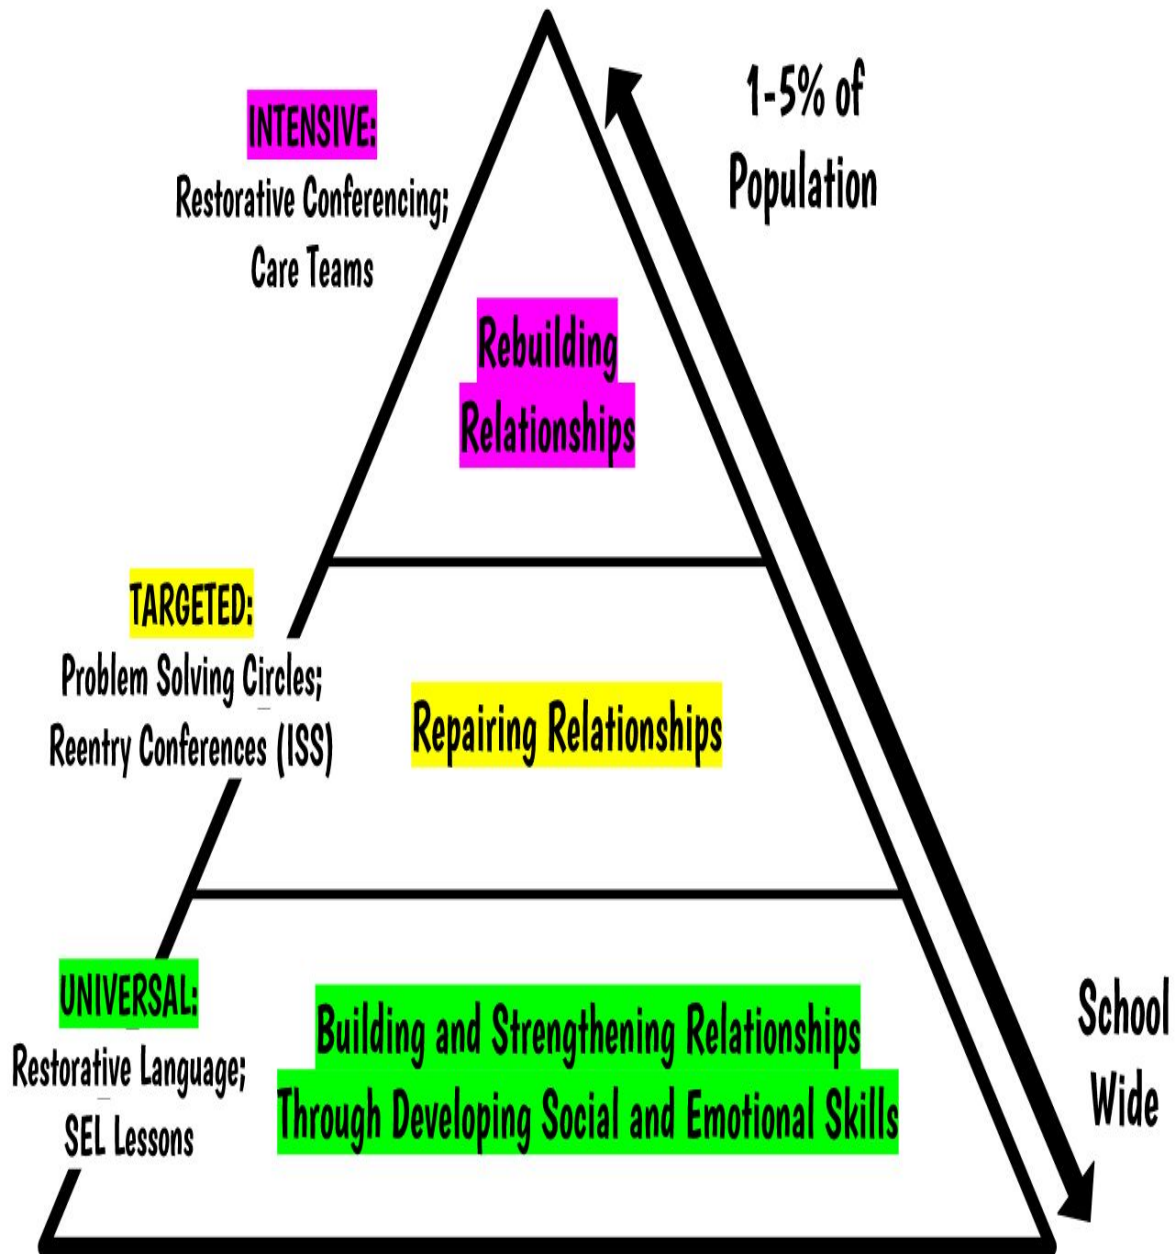 INTENSIVE:
Restorative Conferencing;
Care Teams
1-5% of
Population
Rebuilding
Relationships
TARGETED:
Problem Solving Circles;
Reentry Conferences (ISS)
Repairing Relationships
UNIVERSAL:
Restorative Language;
SEL Lessons
Building and Strengthening Relationships
Through Developing Social and Emotional Skills
School
Wide